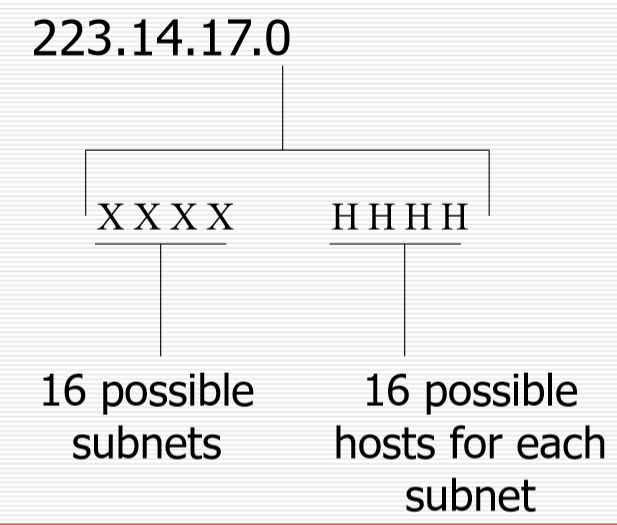 223.14.17.0
X X X X H H H H
16 possible
subnets
16 possible
hosts for each
subnet